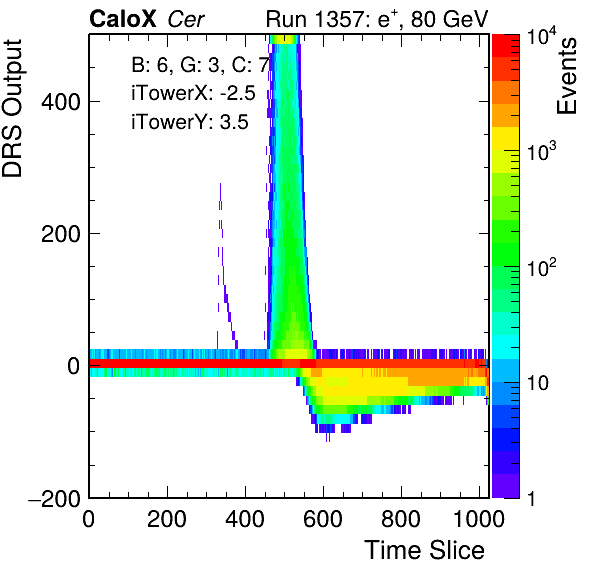 CaloX Cer Run 1357: e⁺, 80 GeV
10⁴
Events
DRS Output
B: 6, G: 3, C: 7
iTowerX: -2.5
iTowerY: 3.5
400
10³
200
10²
0
10
−200
1
0 200 400 600 800 1000
Time Slice